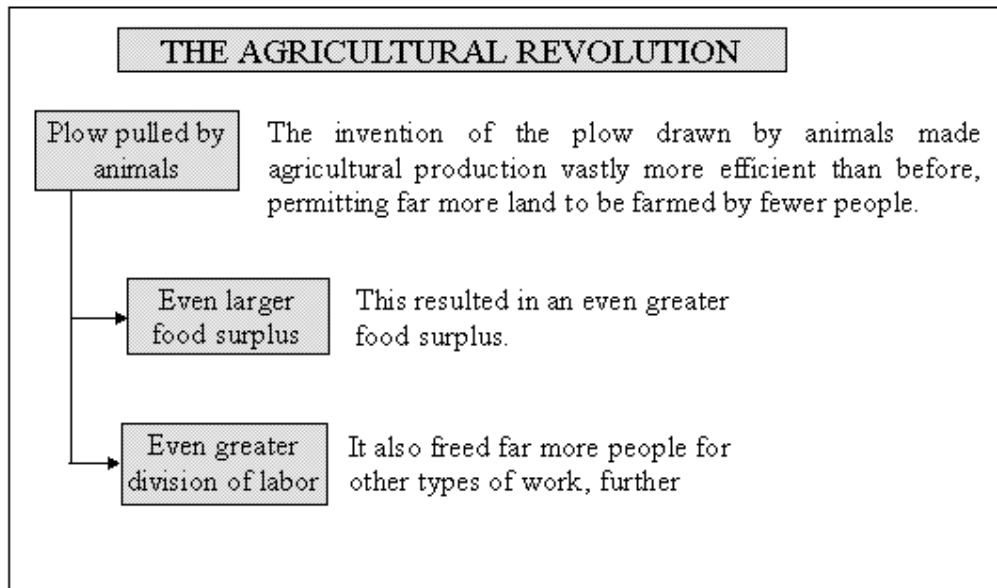 THE AGRICULTURAL REVOLUTION
Plow pulled by
animals
The invention of the plow drawn by animals made
agricultural production vastly more efficient than before,
permitting far more land to be farmed by fewer people.
Even larger
food surplus
This resulted in an even greater
food surplus.
Even greater
division of labor
It also freed far more people for
other types of work, further